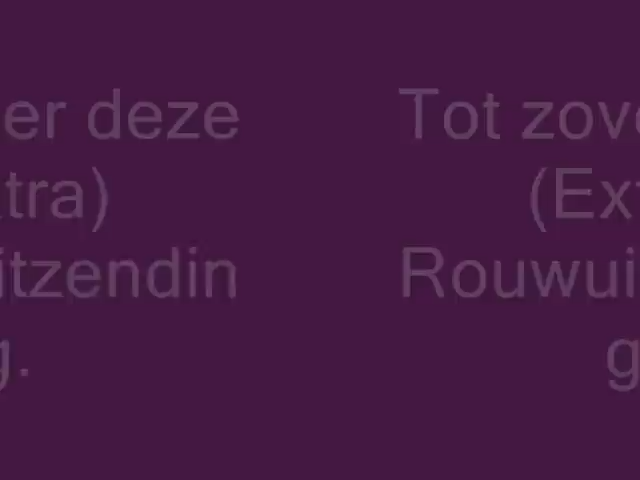 er deze Tot zove
tra) (Ext
itzendin Rouwui
g. g